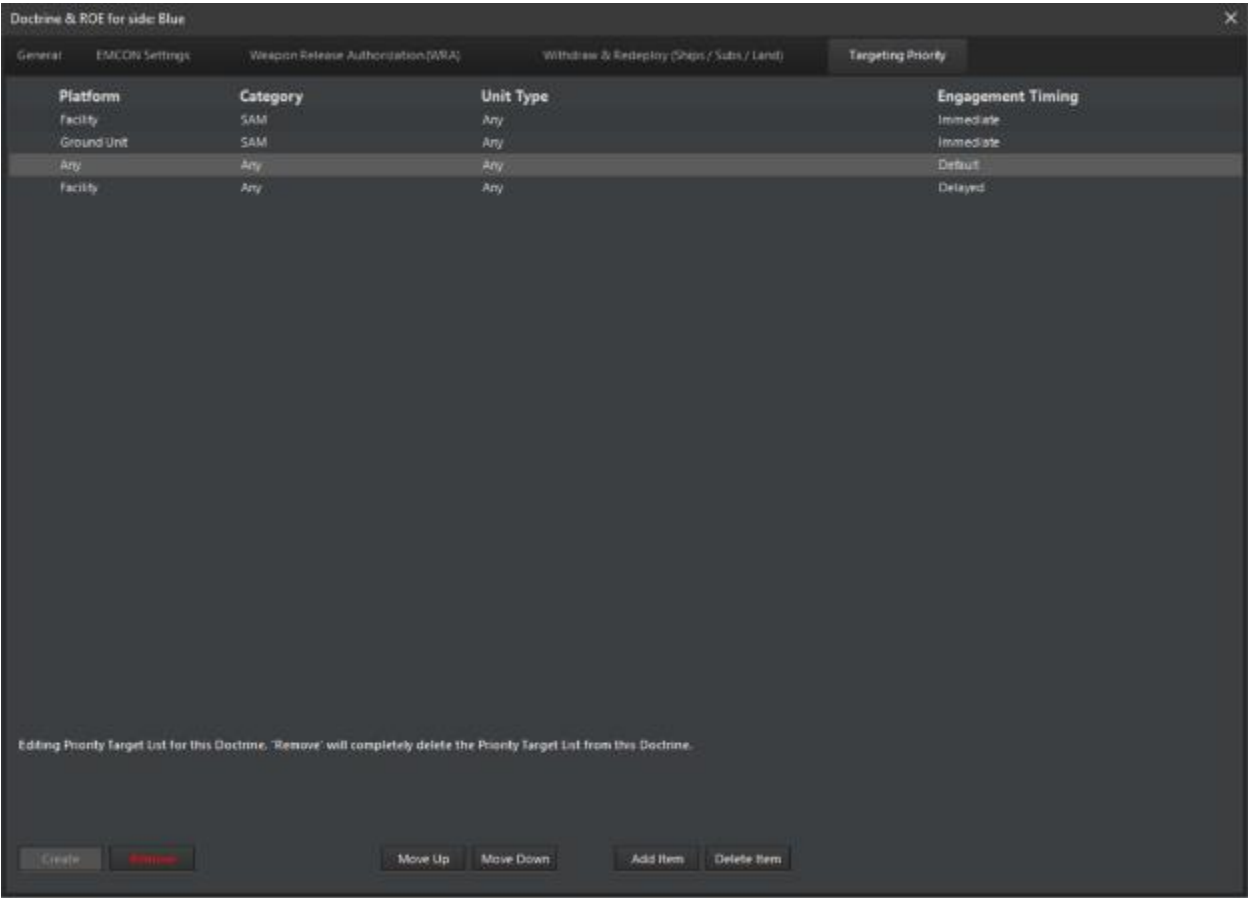 Doctrine & ROE for side: Blue
General EMCON Settings Weapon Release Authorization (WRA) Withdraw & Redeploy (Ships / Subs / Land) Targeting Priority
Platform Category Unit Type Engagement Timing
Facility SAM Any Immediate
Ground Unit SAM Any Immediate
Any Any Any Default
Facility Any Any Delayed
Editing Priority Target List for this Doctrine. 'Remove' will completely delete the Priority Target List from this Doctrine.
Create Remove Move Up Move Down Add Item Delete Item